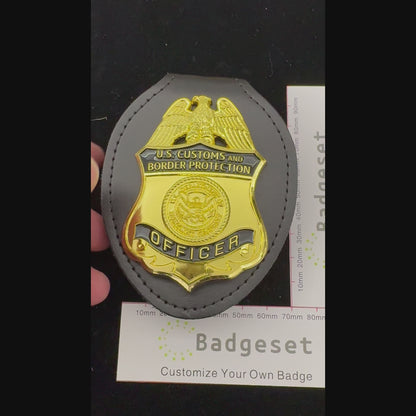 U.S. CUSTOMS AND
BORDER PROTECTION
OFFICER
Badgeset
10mm 20mm 30mm 40mm 50mm 60mm 70mm 80mm
Badgeset
Customize Your Own Badge